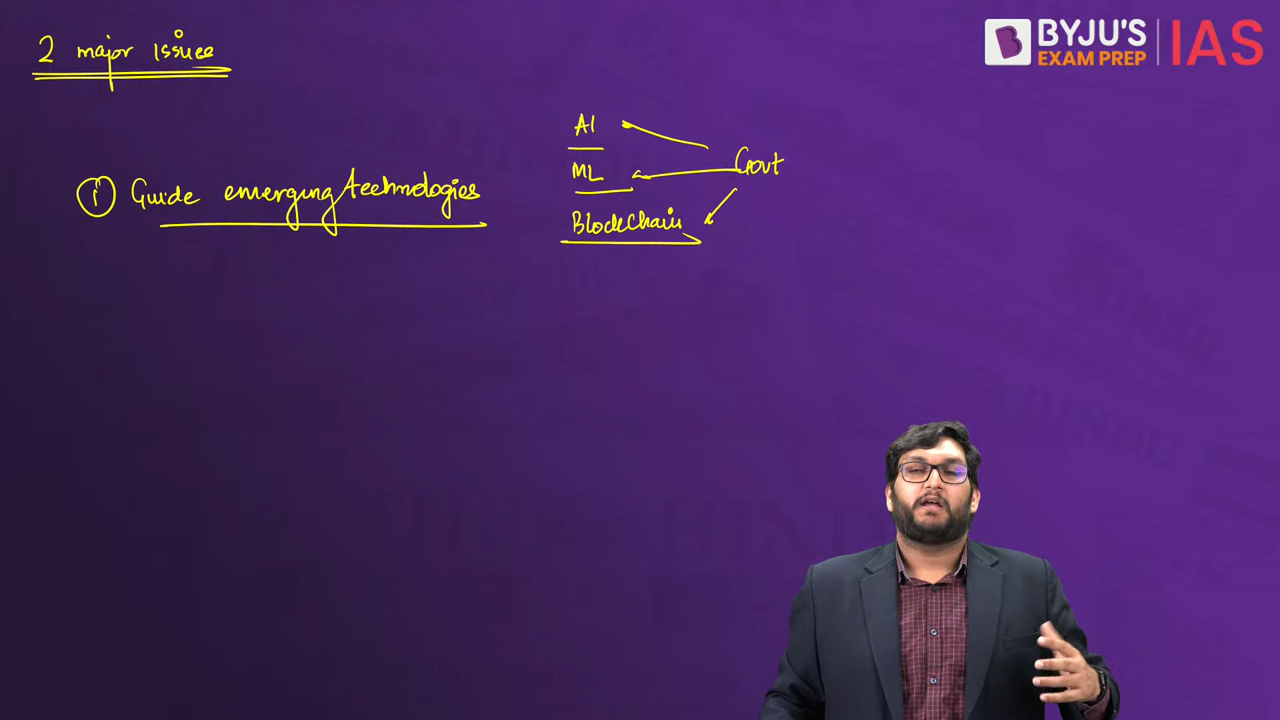 2 major issues
BYJU'S
EXAM PREP
IAS
① Guide emerging technologies
AI
ML
Blockchain
Govt